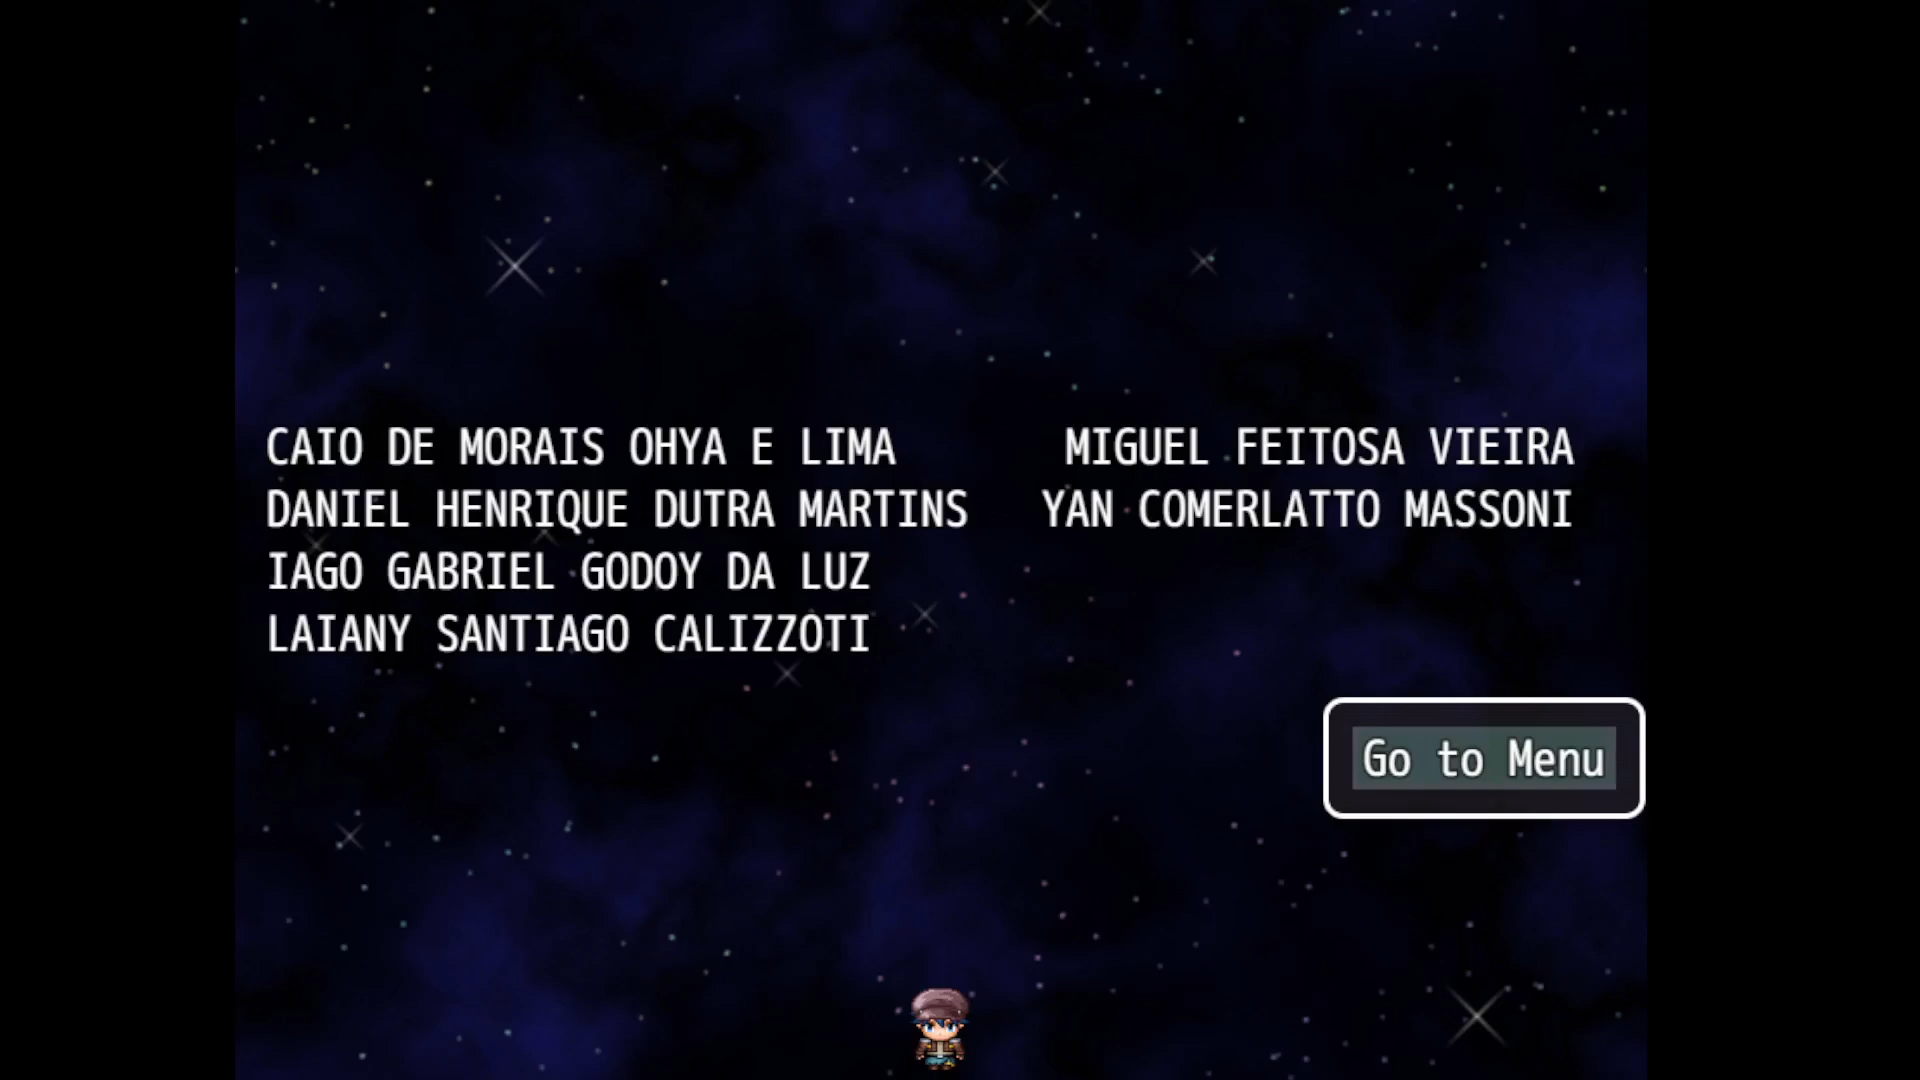 CAIO DE MORAIS OHYA E LIMA
DANIEL HENRIQUE DUTRA MARTINS
IAGO GABRIEL GODOY DA LUZ
LAIANY SANTIAGO CALIZZOTI
MIGUEL FEITOSA VIEIRA
YAN COMERLATTO MASSONI
Go to Menu